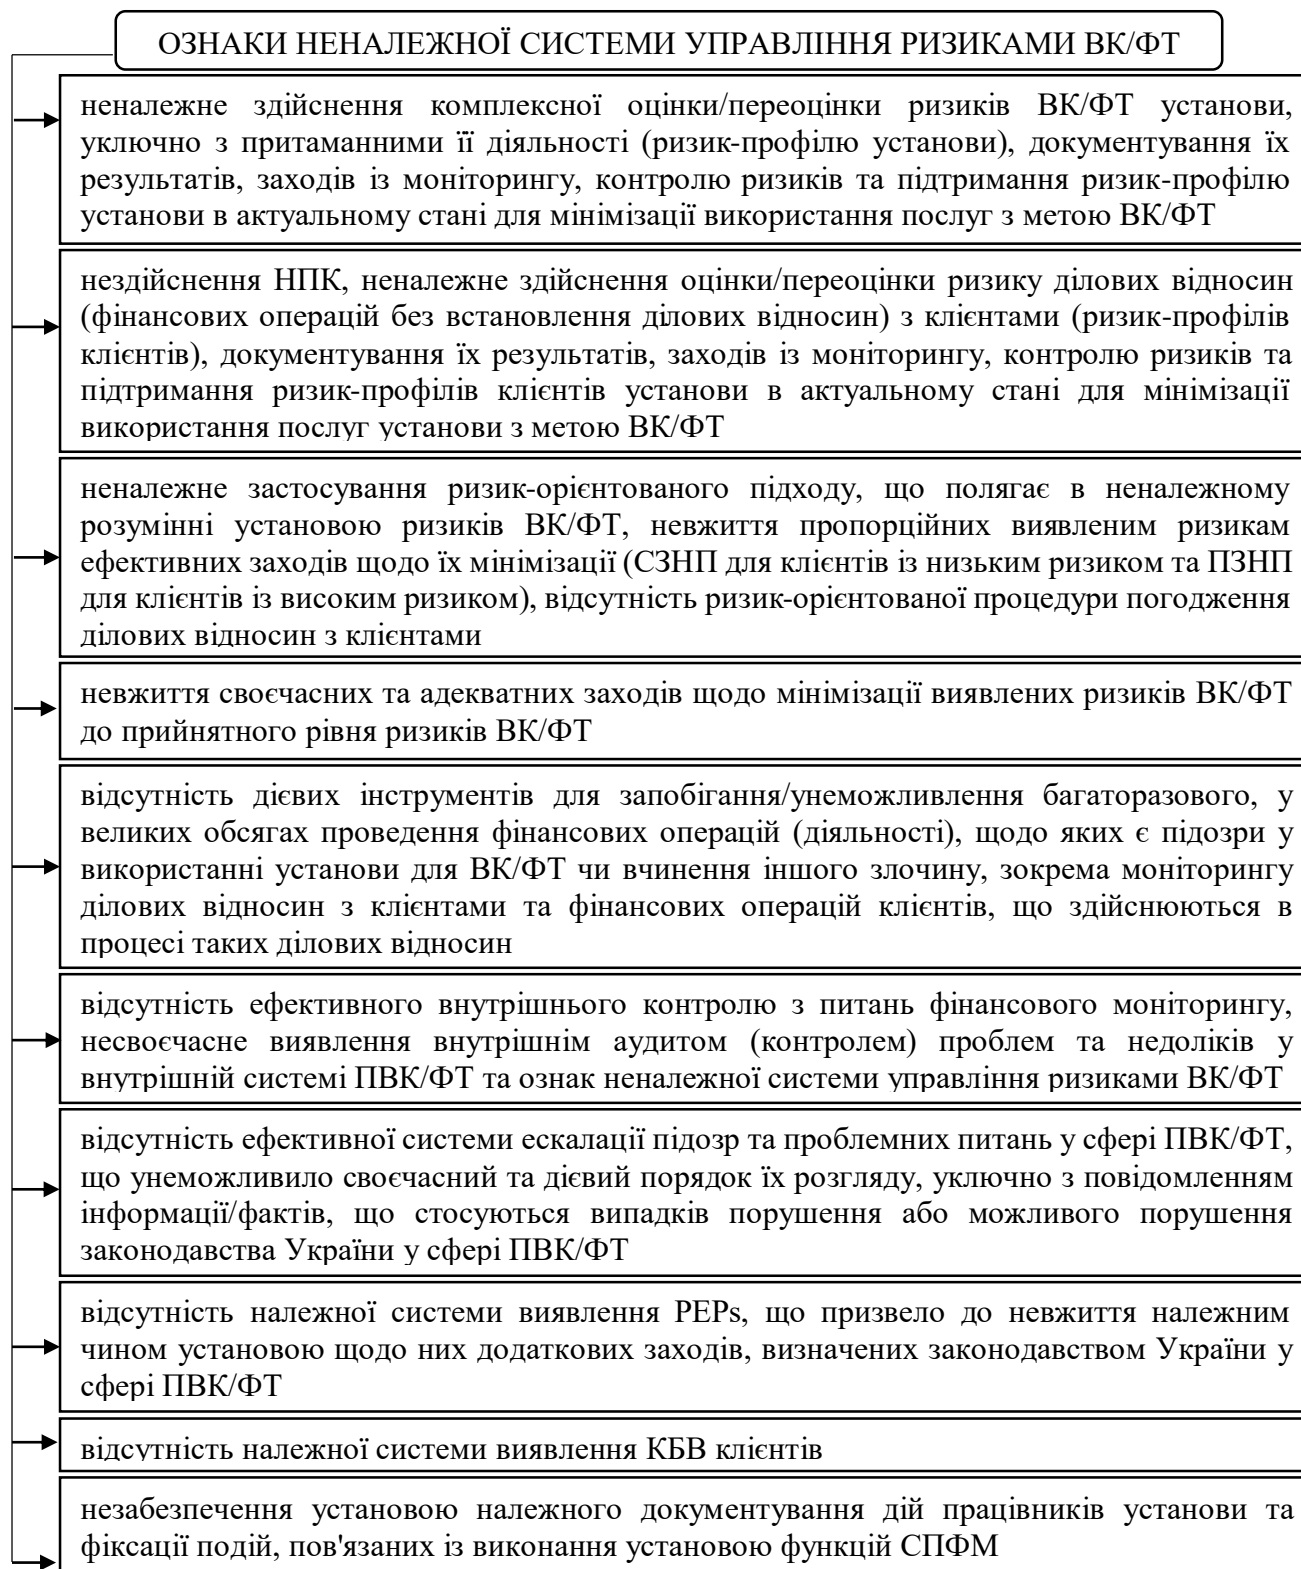 ОЗНАКИ НЕНАЛЕЖНОЇ СИСТЕМИ УПРАВЛІННЯ РИЗИКАМИ ВК/ФТ
неналежне здійснення комплексної оцінки/переоцінки ризиків ВК/ФТ установи,
уключно з притаманними її діяльності (ризик-профілю установи), документування їх
результатів, заходів із моніторингу, контролю ризиків та підтримання ризик-профілю
установи в актуальному стані для мінімізації використання послуг з метою ВК/ФТ
нездійснення НПК, неналежне здійснення оцінки/переоцінки ризику ділових відносин
(фінансових операцій без встановлення ділових відносин) з клієнтами (ризик-профілів
клієнтів), документування їх результатів, заходів із моніторингу, контролю ризиків та
підтримання ризик-профілів клієнтів установи в актуальному стані для мінімізації
використання послуг установи з метою ВК/ФТ
неналежне застосування ризик-орієнтованого підходу, що полягає в неналежному
розумінні установою ризиків ВК/ФТ, невжиття пропорційних виявленим ризикам
ефективних заходів щодо їх мінімізації (СЗНП для клієнтів із низьким ризиком та ПЗНП
для клієнтів із високим ризиком), відсутність ризик-орієнтованої процедури погодження
ділових відносин з клієнтами
невжиття своєчасних та адекватних заходів щодо мінімізації виявлених ризиків ВК/ФТ
до прийнятного рівня ризиків ВК/ФТ
відсутність дієвих інструментів для запобігання/унеможливлення багаторазового, у
великих обсягах проведення фінансових операцій (діяльності), щодо яких є підозри у
використанні установи для ВК/ФТ чи вчинення іншого злочину, зокрема моніторингу
ділових відносин з клієнтами та фінансових операцій клієнтів, що здійснюються в
процесі таких ділових відносин
відсутність ефективного внутрішнього контролю з питань фінансового моніторингу,
несвоєчасне виявлення внутрішнім аудитом (контролем) проблем та недоліків у
внутрішній системі ПВК/ФТ та ознак неналежної системи управління ризиками ВК/ФТ
відсутність ефективної системи ескалації підозр та проблемних питань у сфері ПВК/ФТ,
що унеможливило своєчасний та дієвий порядок їх розгляду, уключно з повідомленням
інформації/фактів, що стосуються випадків порушення або можливого порушення
законодавства України у сфері ПВК/ФТ
відсутність належної системи виявлення PEPs, що призвело до невжиття належним
чином установою щодо них додаткових заходів, визначених законодавством України у
сфері ПВК/ФТ
відсутність належної системи виявлення КБВ клієнтів
незабезпечення установою належного документування дій працівників установи та
фіксації подій, пов'язаних із виконання установою функцій СПФМ